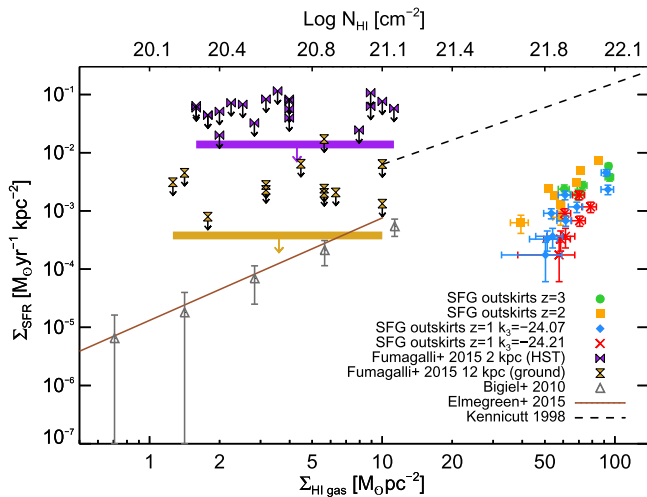 Log N_HI [cm^-2]
20.1 20.4 20.8 21.1 21.4 21.8 22.1
10^-1
10^-2
10^-3
10^-4
10^-5
10^-6
10^-7
Σ_SFR [M_⊙ yr^-1 kpc^-2]
SFG outskirts z=3
SFG outskirts z=2
SFG outskirts z=1 k_3=−24.07
SFG outskirts z=1 k_3=−24.21
Fumagalli+ 2015 2 kpc (HST)
Fumagalli+ 2015 12 kpc (ground)
Bigiel+ 2010
Elmegreen+ 2015
Kennicutt 1998
1 5 10 50 100
Σ_HI gas [M_⊙ pc^-2]